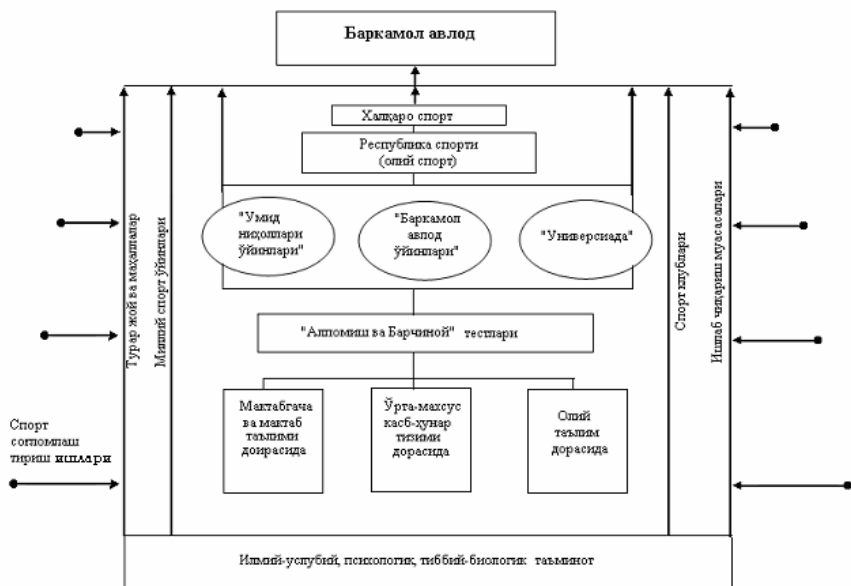 Баркамол авлод
Халқаро спорт
Республика спорти
(олий спорт)
"Умид
ниҳоллари
ўйинлари"
"Баркамол
авлод
ўйинлари"
"Универсиада"
"Алпомиш ва Барчиной" тестлари
Мактабгача
ва мактаб
таълими
доирасида
Ўрта-махсус
касб-ҳунар
тизими
дорасида
Олий
таълим
дорасида
Турар жой ва маҳаллалар
Миллий спорт ўйинлари
Спорт клублари
Ишлаб чиқариш муасасалари
Спорт
соғломлаш
тириш ишлари
Илмий-услубий, психологик, тиббий-биологик таъминот